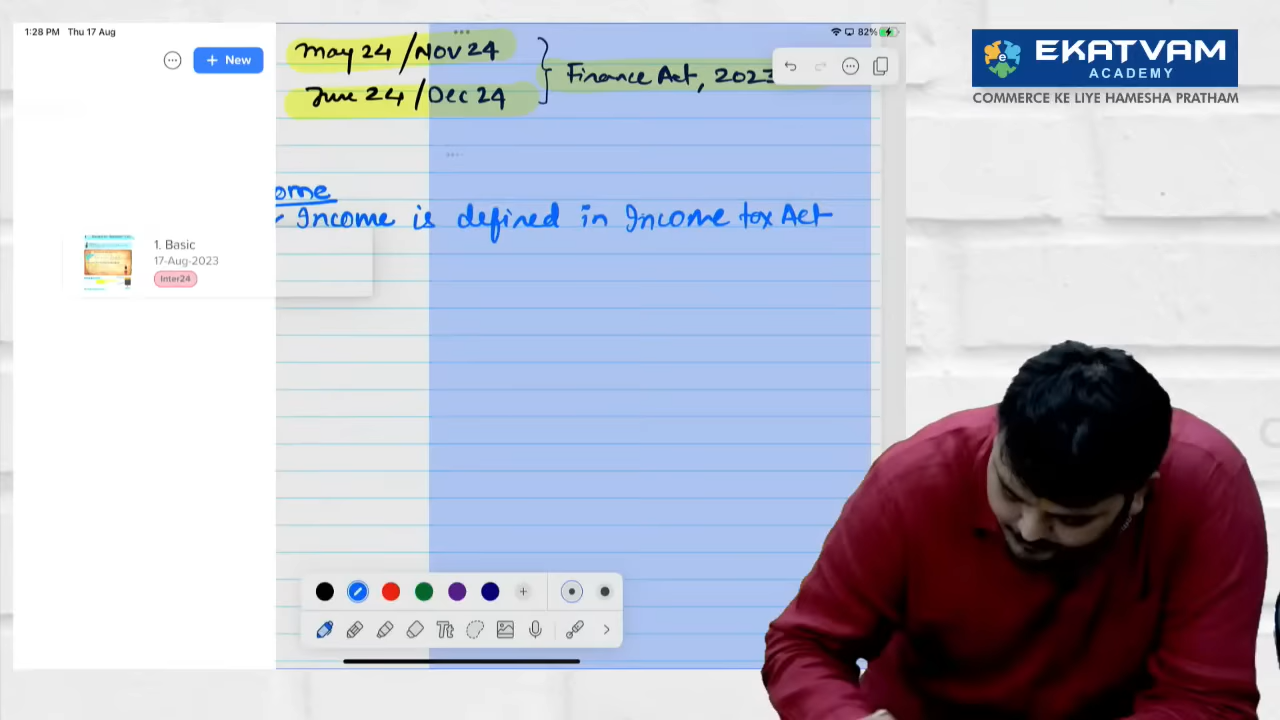 1:28 PM Thu 17 Aug
82%
+ New
May 24 / Nov 24
June 24 / Dec 24
Finance Act, 2023
ome
Income is defined in Income tax Act
1. Basic
17-Aug-2023
Inter24
Tt
EKATVAM
ACADEMY
COMMERCE KE LIYE HAMESHA PRATHAM